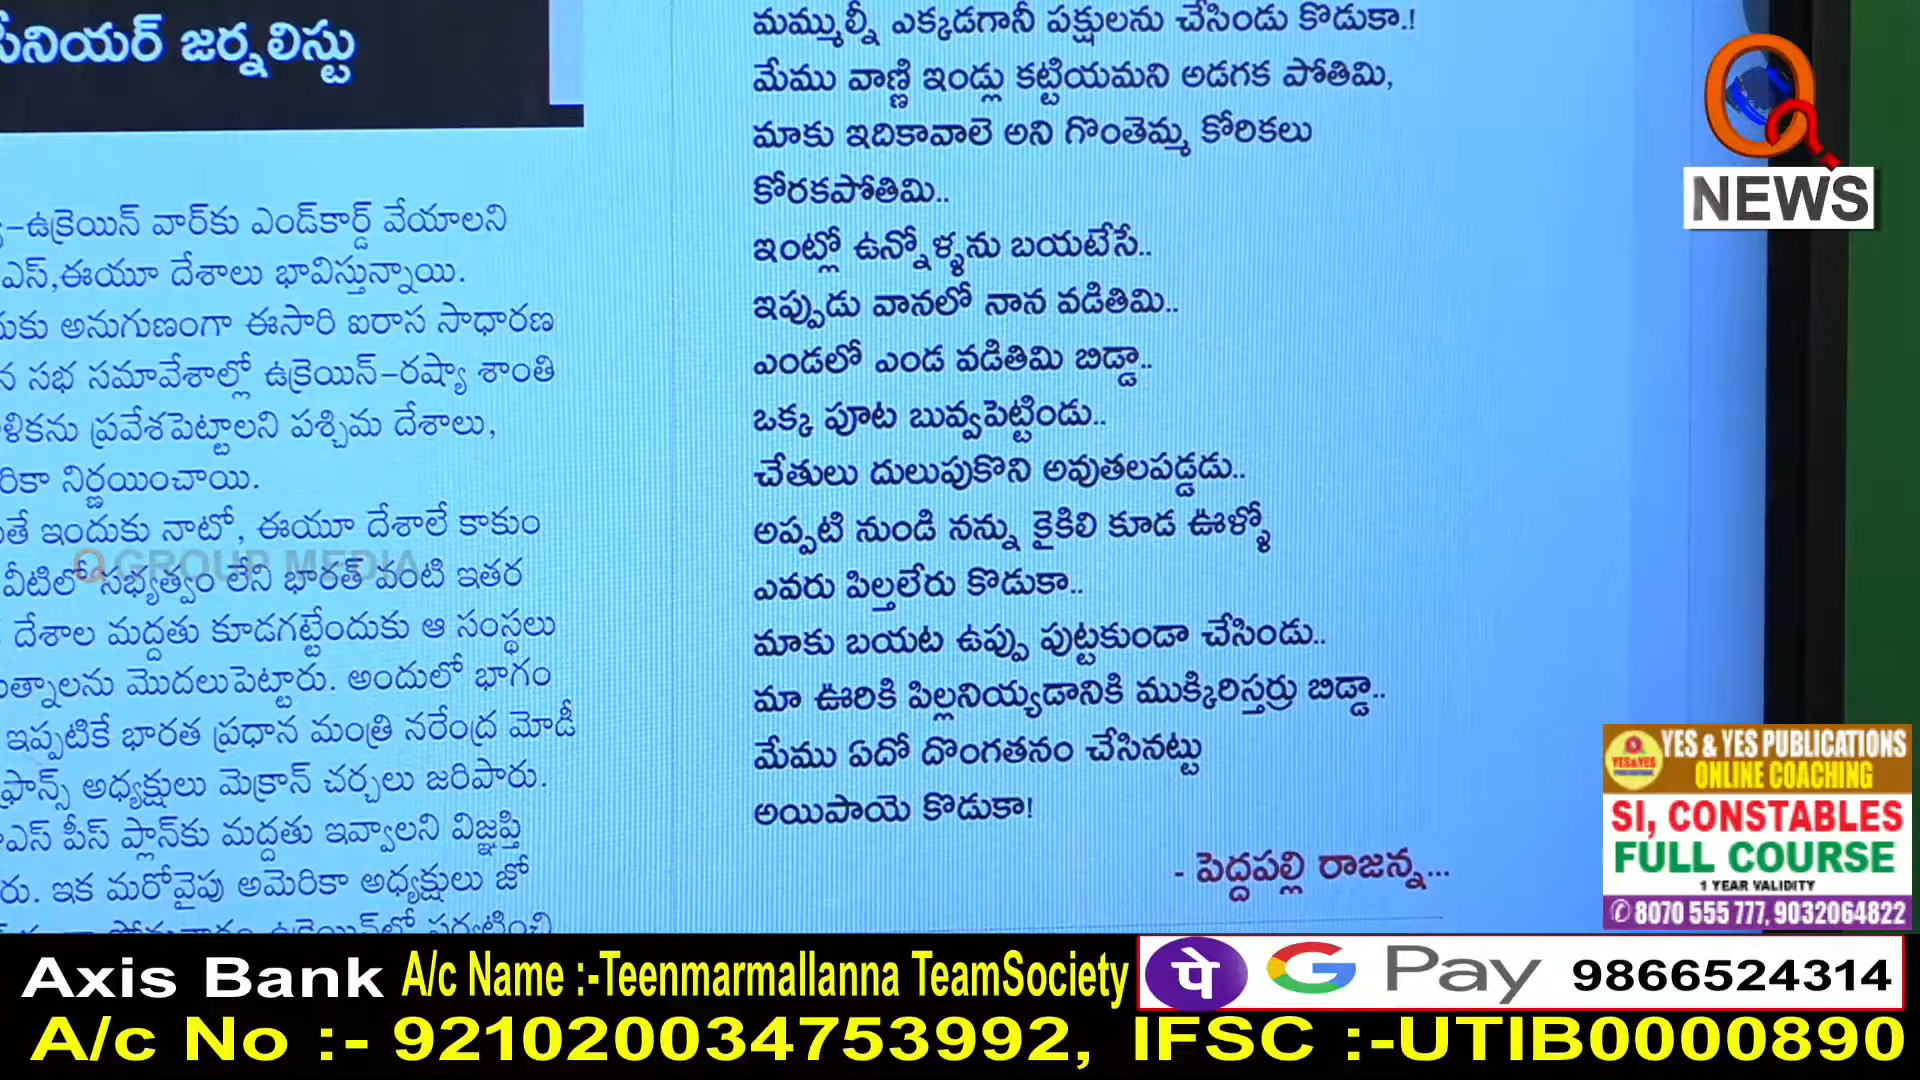 సీనియర్ జర్నలిస్టు
-ఉక్రెయిన్ వార్‌కు ఎండ్‌కార్డ్ వేయాలని
ఎస్,ఈయూ దేశాలు భావిస్తున్నాయి.
అనుగుణంగా ఈసారి ఐరాస సాధారణ
సభ సమావేశాల్లో ఉక్రెయిన్-రష్యా శాంతి
ప్రవేశపెట్టాలని పశ్చిమ దేశాలు,
నిర్ణయించాయి.
ఇందుకు నాటో, ఈయూ దేశాలే కాకుం
వీటిలో సభ్యత్వం లేని భారత్ వంటి ఇతర
దేశాల మద్దతు కూడగట్టేందుకు ఆ సంస్థలు
మొదలుపెట్టారు. అందులో భాగం
ఇప్పటికే భారత ప్రధాన మంత్రి నరేంద్ర మోడీ
ఫ్రాన్స్ అధ్యక్షులు మెక్రాన్ చర్చలు జరిపారు.
పీస్ ప్లాన్‌కు మద్దతు ఇవ్వాలని విజ్ఞప్తి
ఇక మరోవైపు అమెరికా అధ్యక్షులు జో
మమ్ముల్నీ ఎక్కడగానీ పక్షులను చేసిండు కొడుకా.!
మేము వాణ్ణి ఇండ్లు కట్టియమని అడగక పోతిమి,
మాకు ఇదికావాలె అని గొంతెమ్మ కోరికలు
కోరకపోతిమి..
ఇంట్లో ఉన్నోళ్ళను బయటేసే..
ఇప్పుడు వానలో నాన వడితిమి..
ఎండలో ఎండ వడితిమి బిడ్డా..
ఒక్క పూట బువ్వపెట్టిండు..
చేతులు దులుపుకొని అవుతలపడ్డడు..
అప్పటి నుండి నన్ను కైకిలి కూడ ఊళ్ళో
ఎవరు పిల్తలేరు కొడుకా..
మాకు బయట ఉప్పు పుట్టకుండా చేసిండు..
మా ఊరికి పిల్లనియ్యడానికి ముక్కిరిస్తర్రు బిడ్డా..
మేము ఏదో దొంగతనం చేసినట్టు
అయిపాయె కొడుకా!
- పెద్దపల్లి రాజన్న...
Q GROUP MEDIA
Q
NEWS
YES & YES PUBLICATIONS
ONLINE COACHING
SI, CONSTABLES
FULL COURSE
1 YEAR VALIDITY
8070 555 777, 9032064822
Axis Bank A/c Name :-Teenmarmallanna TeamSociety
पे G Pay 9866524314
A/c No :- 921020034753992, IFSC :-UTIB0000890